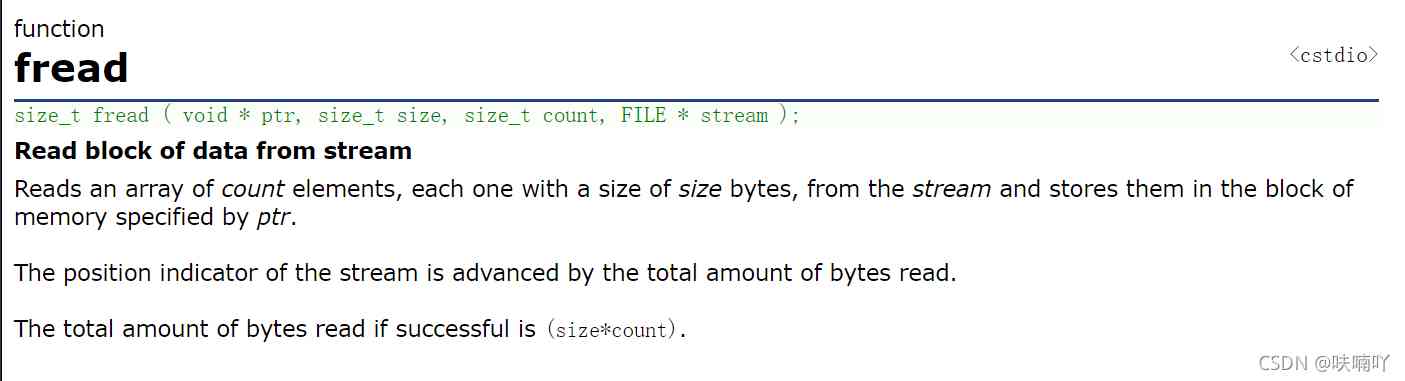 function
fread
<cstdio>
size_t fread ( void * ptr, size_t size, size_t count, FILE * stream );
Read block of data from stream
Reads an array of count elements, each one with a size of size bytes, from the stream and stores them in the block of
memory specified by ptr.
The position indicator of the stream is advanced by the total amount of bytes read.
The total amount of bytes read if successful is (size*count).
CSDN @呋喃吖